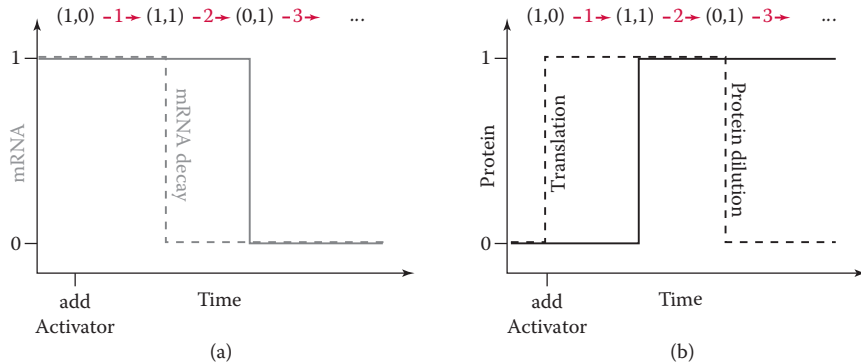 (1,0) -1→ (1,1) -2→ (0,1) -3→ ...
1
mRNA
mRNA decay
0
add
Activator
Time
(a)
(1,0) -1→ (1,1) -2→ (0,1) -3→ ...
1
Protein
Translation
Protein dilution
0
add
Activator
Time
(b)